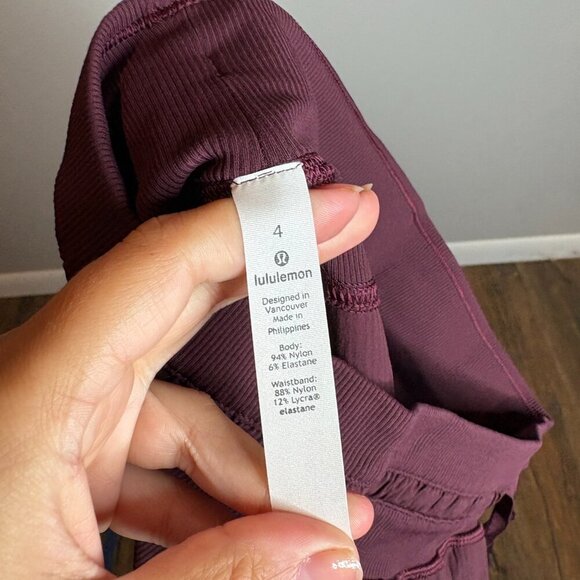 4
lululemon
Designed in
Vancouver
Made in
Philippines
Body:
94% Nylon
6% Elastane
Waistband:
88% Nylon
12% Lycra®
elastane